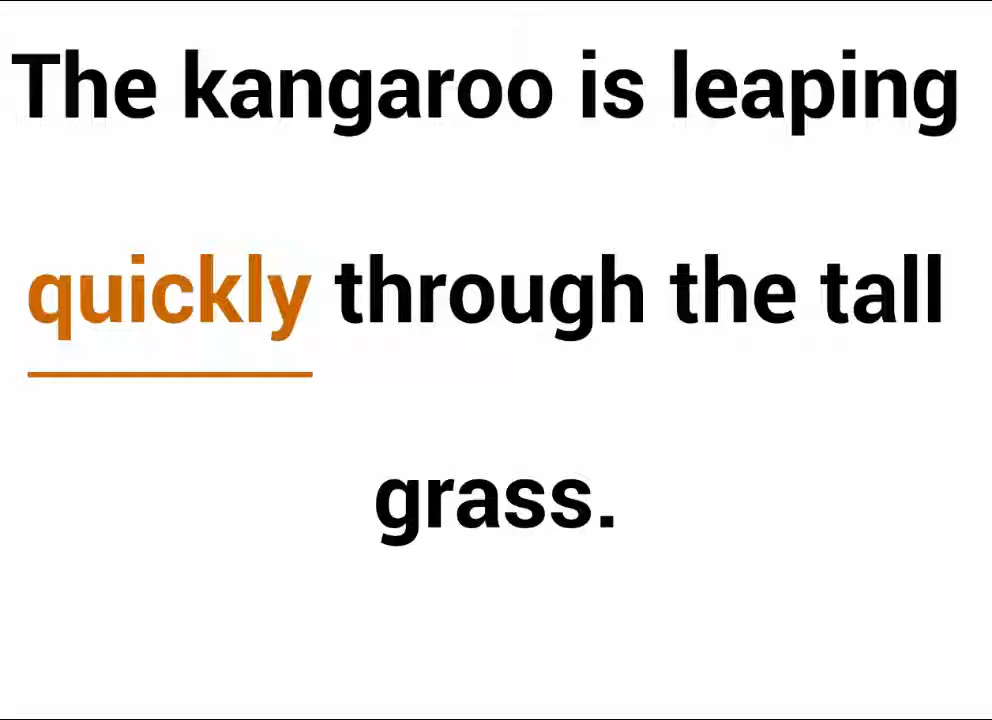 The kangaroo is leaping
quickly through the tall
grass.